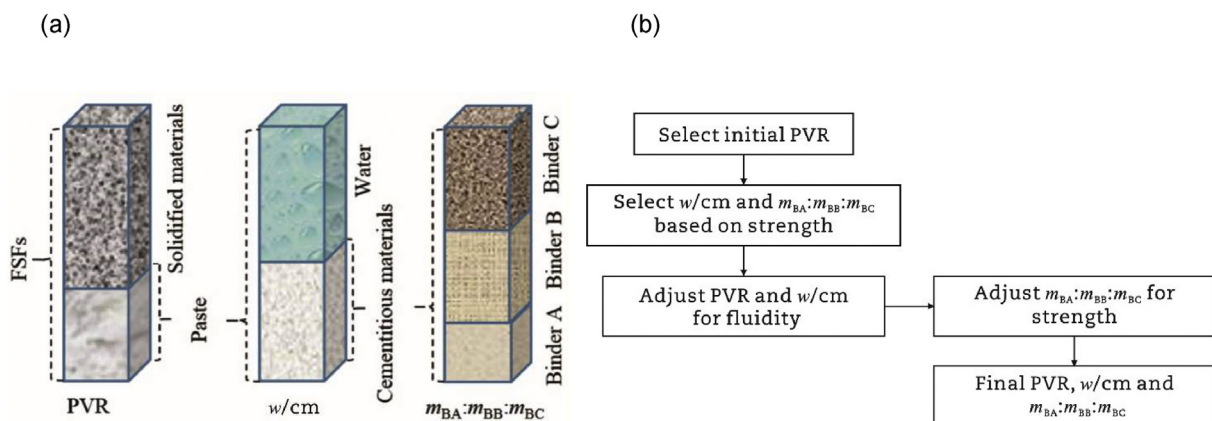 (a)
FSFs
Solidified materials
Paste
Water
Cementitious materials
Binder C
Binder B
Binder A
PVR
w/cm
mBA:mBB:mBC
(b)
Select initial PVR
Select w/cm and mBA:mBB:mBC
based on strength
Adjust PVR and w/cm
for fluidity
Adjust mBA:mBB:mBC for
strength
Final PVR, w/cm and
mBA:mBB:mBC